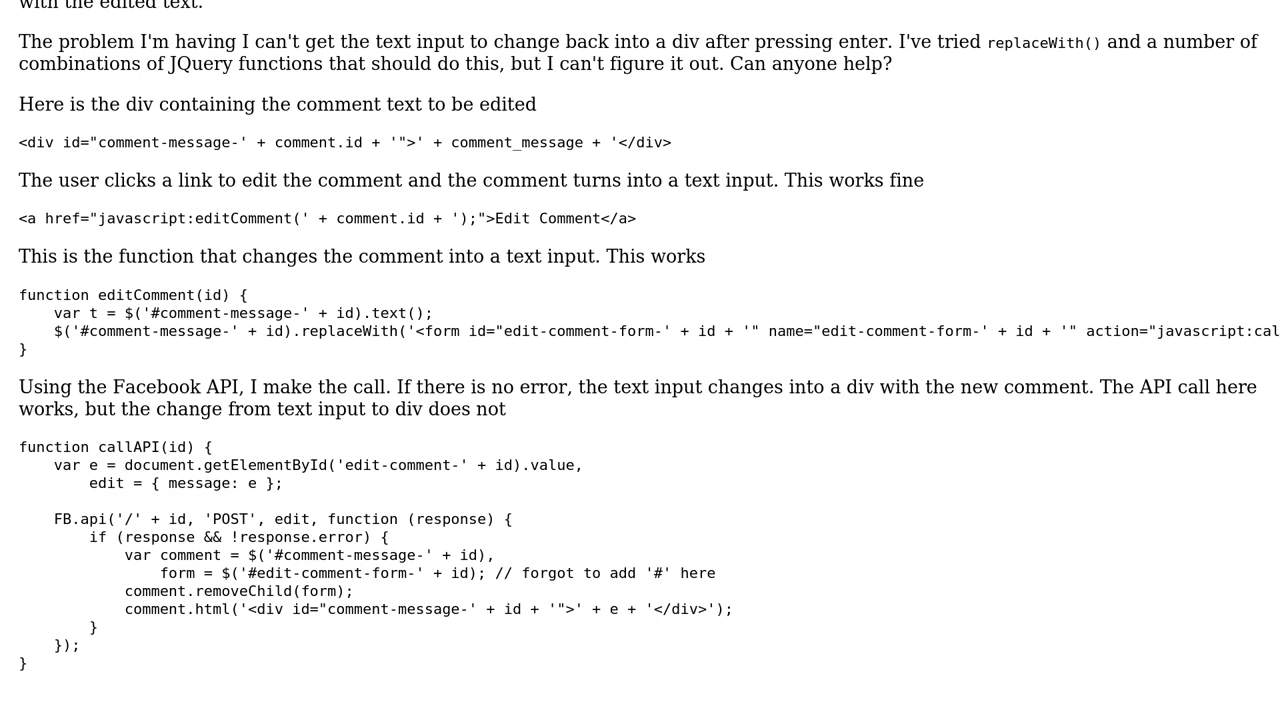 with the edited text.
The problem I'm having I can't get the text input to change back into a div after pressing enter. I've tried replaceWith() and a number of
combinations of JQuery functions that should do this, but I can't figure it out. Can anyone help?
Here is the div containing the comment text to be edited
<div id="comment-message-' + comment.id + '">' + comment_message + '</div>
The user clicks a link to edit the comment and the comment turns into a text input. This works fine
<a href="javascript:editComment(' + comment.id + ');">Edit Comment</a>
This is the function that changes the comment into a text input. This works
function editComment(id) {
    var t = $('#comment-message-' + id).text();
    $('#comment-message-' + id).replaceWith('<form id="edit-comment-form-' + id + '" name="edit-comment-form-' + id + '" action="javascript:cal
}
Using the Facebook API, I make the call. If there is no error, the text input changes into a div with the new comment. The API call here
works, but the change from text input to div does not
function callAPI(id) {
    var e = document.getElementById('edit-comment-' + id).value,
        edit = { message: e };
    FB.api('/' + id, 'POST', edit, function (response) {
        if (response && !response.error) {
            var comment = $('#comment-message-' + id),
                form = $('#edit-comment-form-' + id); // forgot to add '#' here
            comment.removeChild(form);
            comment.html('<div id="comment-message-' + id + '">' + e + '</div>');
        }
    });
}